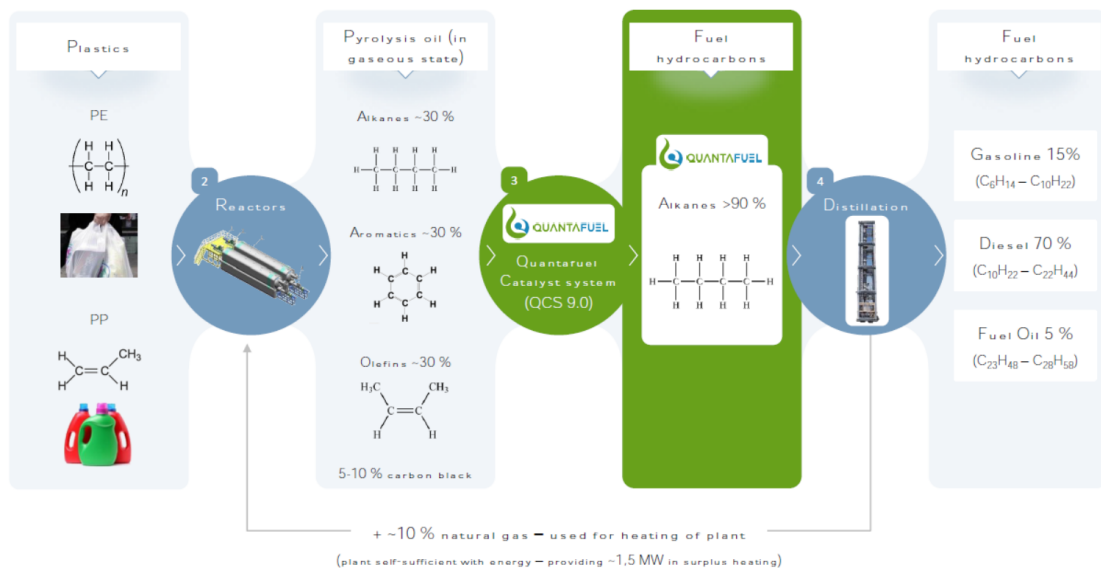 Plastics
PE
H H
C C
H H
n
PP
H
CH₃
C=C
H
H
2
Reactors
Pyrolysis oil (in
gaseous state)
Alkanes ~30 %
H H H H
H C C C C H
H H H H
Aromatics ~30 %
H
H C C H
C C
H C C H
H
Olefins ~30 %
H₃C
CH₃
C=C
H
H
5-10 % carbon black
3
QUANTAFUEL
Quantafuel
Catalyst system
(QCS 9.0)
Fuel
hydrocarbons
QUANTAFUEL
Alkanes >90 %
H H H H
H C C C C H
H H H H
4
Distillation
Fuel
hydrocarbons
Gasoline 15%
(C₆H₁₄ – C₁₀H₂₂)
Diesel 70 %
(C₁₀H₂₂ – C₂₂H₄₄)
Fuel Oil 5 %
(C₂₃H₄₈ – C₂₈H₅₈)
+ ~10 % natural gas – used for heating of plant
(plant self-sufficient with energy – providing ~1,5 MW in surplus heating)